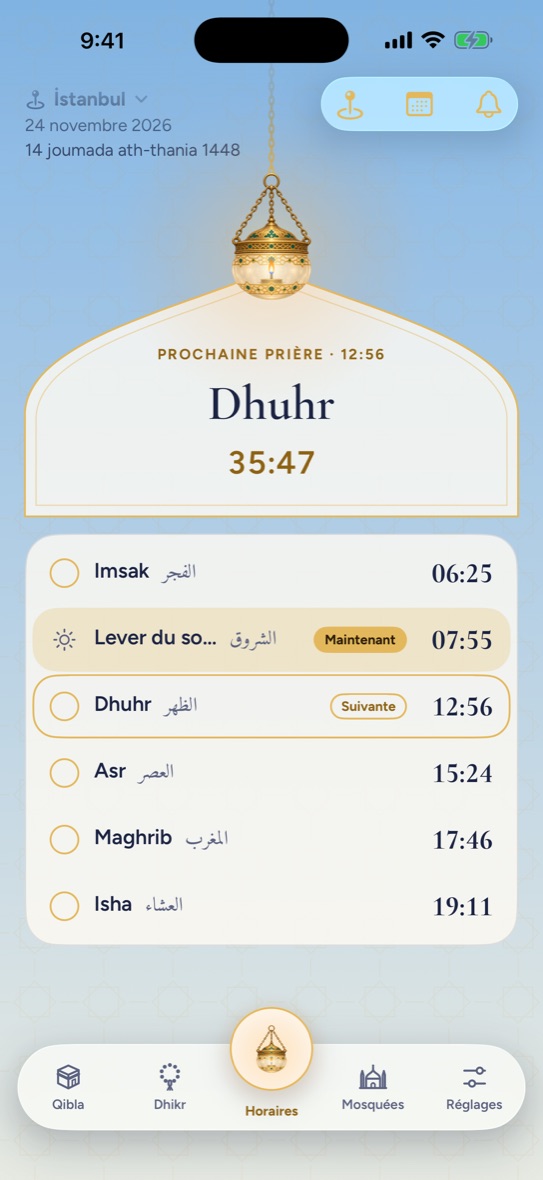 9:41
İstanbul
24 novembre 2026
14 joumada ath-thania 1448
PROCHAINE PRIÈRE · 12:56
Dhuhr
35:47
Imsak الفجر 06:25
Lever du so... الشروق Maintenant 07:55
Dhuhr الظهر Suivante 12:56
Asr العصر 15:24
Maghrib المغرب 17:46
Isha العشاء 19:11
Qibla Dhikr Horaires Mosquées Réglages